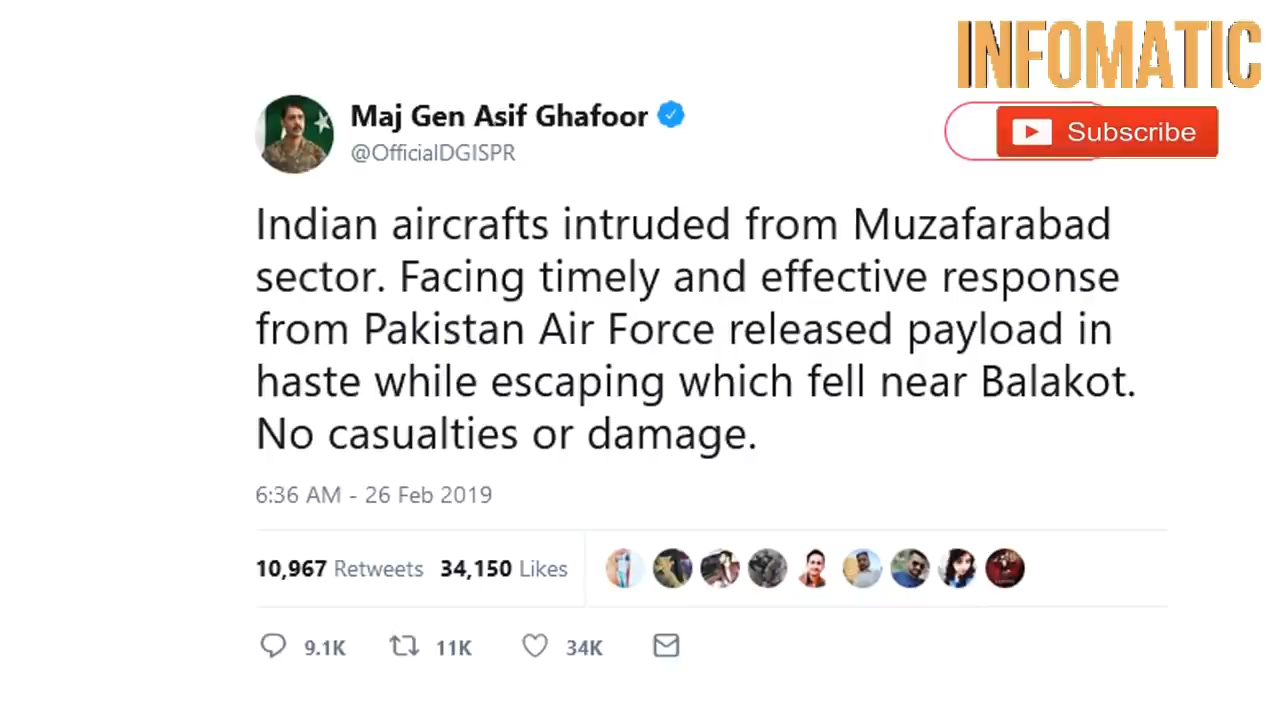 INFOMATIC
Maj Gen Asif Ghafoor
Subscribe
@OfficialDGISPR
Indian aircrafts intruded from Muzafarabad
sector. Facing timely and effective response
from Pakistan Air Force released payload in
haste while escaping which fell near Balakot.
No casualties or damage.
6:36 AM - 26 Feb 2019
10,967 Retweets 34,150 Likes
9.1K 11K 34K